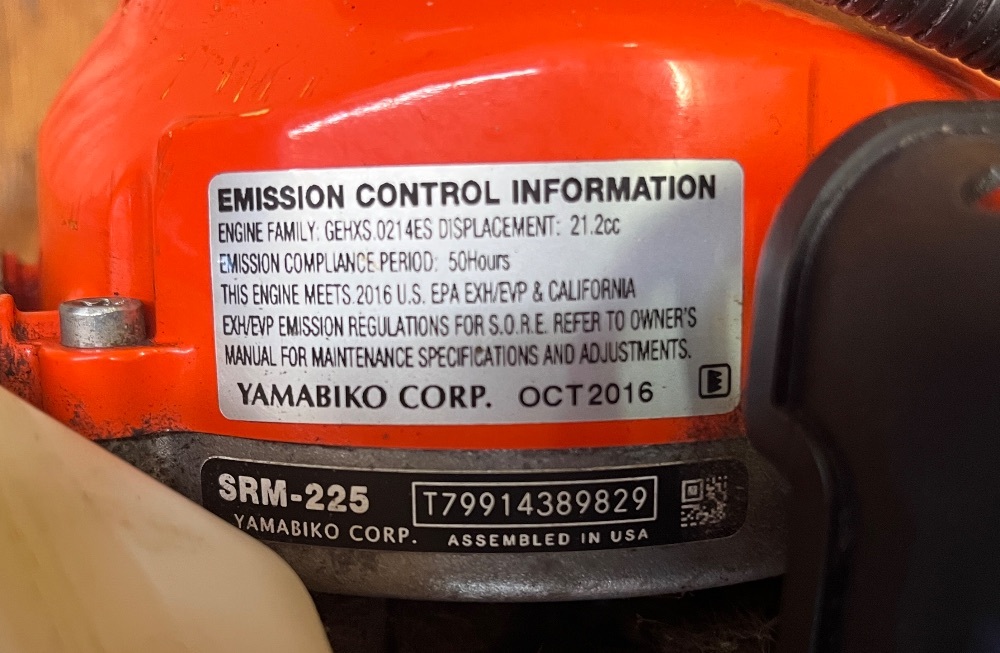 EMISSION CONTROL INFORMATION
ENGINE FAMILY: GEHXS.0214ES DISPLACEMENT: 21.2cc
EMISSION COMPLIANCE PERIOD: 50Hours
THIS ENGINE MEETS 2016 U.S. EPA EXH/EVP & CALIFORNIA
EXH/EVP EMISSION REGULATIONS FOR S.O.R.E. REFER TO OWNER'S
MANUAL FOR MAINTENANCE SPECIFICATIONS AND ADJUSTMENTS.
YAMABIKO CORP. OCT2016
SRM-225 T79914389829
YAMABIKO CORP. ASSEMBLED IN USA